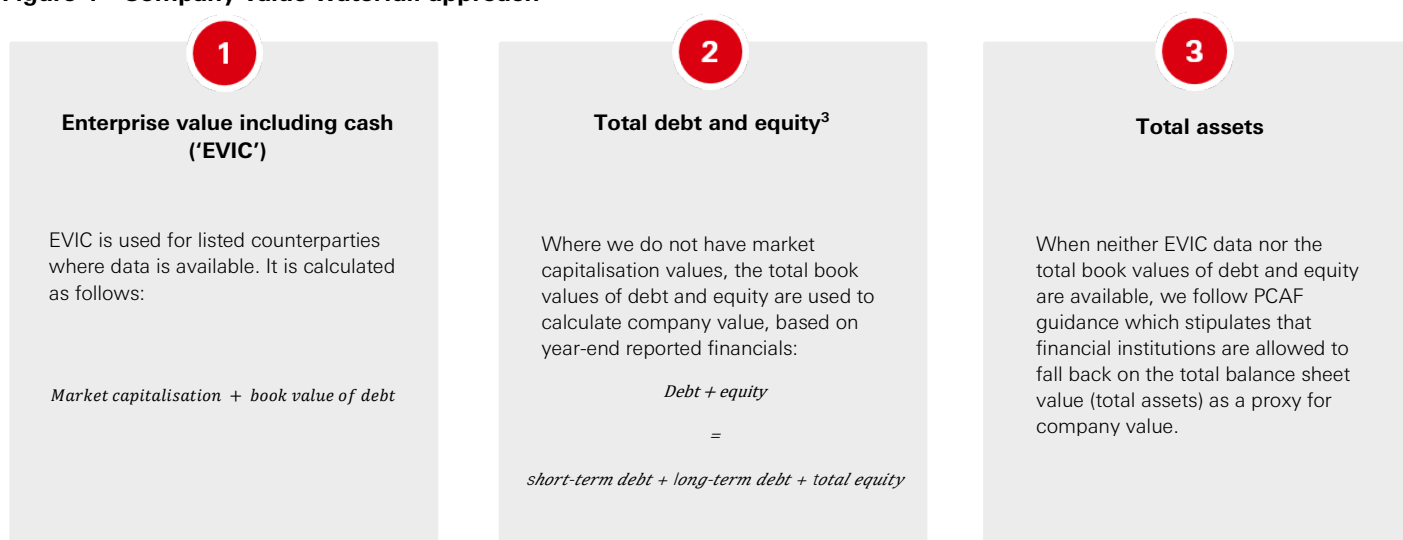 1
Enterprise value including cash
('EVIC')
EVIC is used for listed counterparties
where data is available. It is calculated
as follows:
Market capitalisation + book value of debt
2
Total debt and equity³
Where we do not have market
capitalisation values, the total book
values of debt and equity are used to
calculate company value, based on
year-end reported financials:
Debt + equity
=
short-term debt + long-term debt + total equity
3
Total assets
When neither EVIC data nor the
total book values of debt and equity
are available, we follow PCAF
guidance which stipulates that
financial institutions are allowed to
fall back on the total balance sheet
value (total assets) as a proxy for
company value.